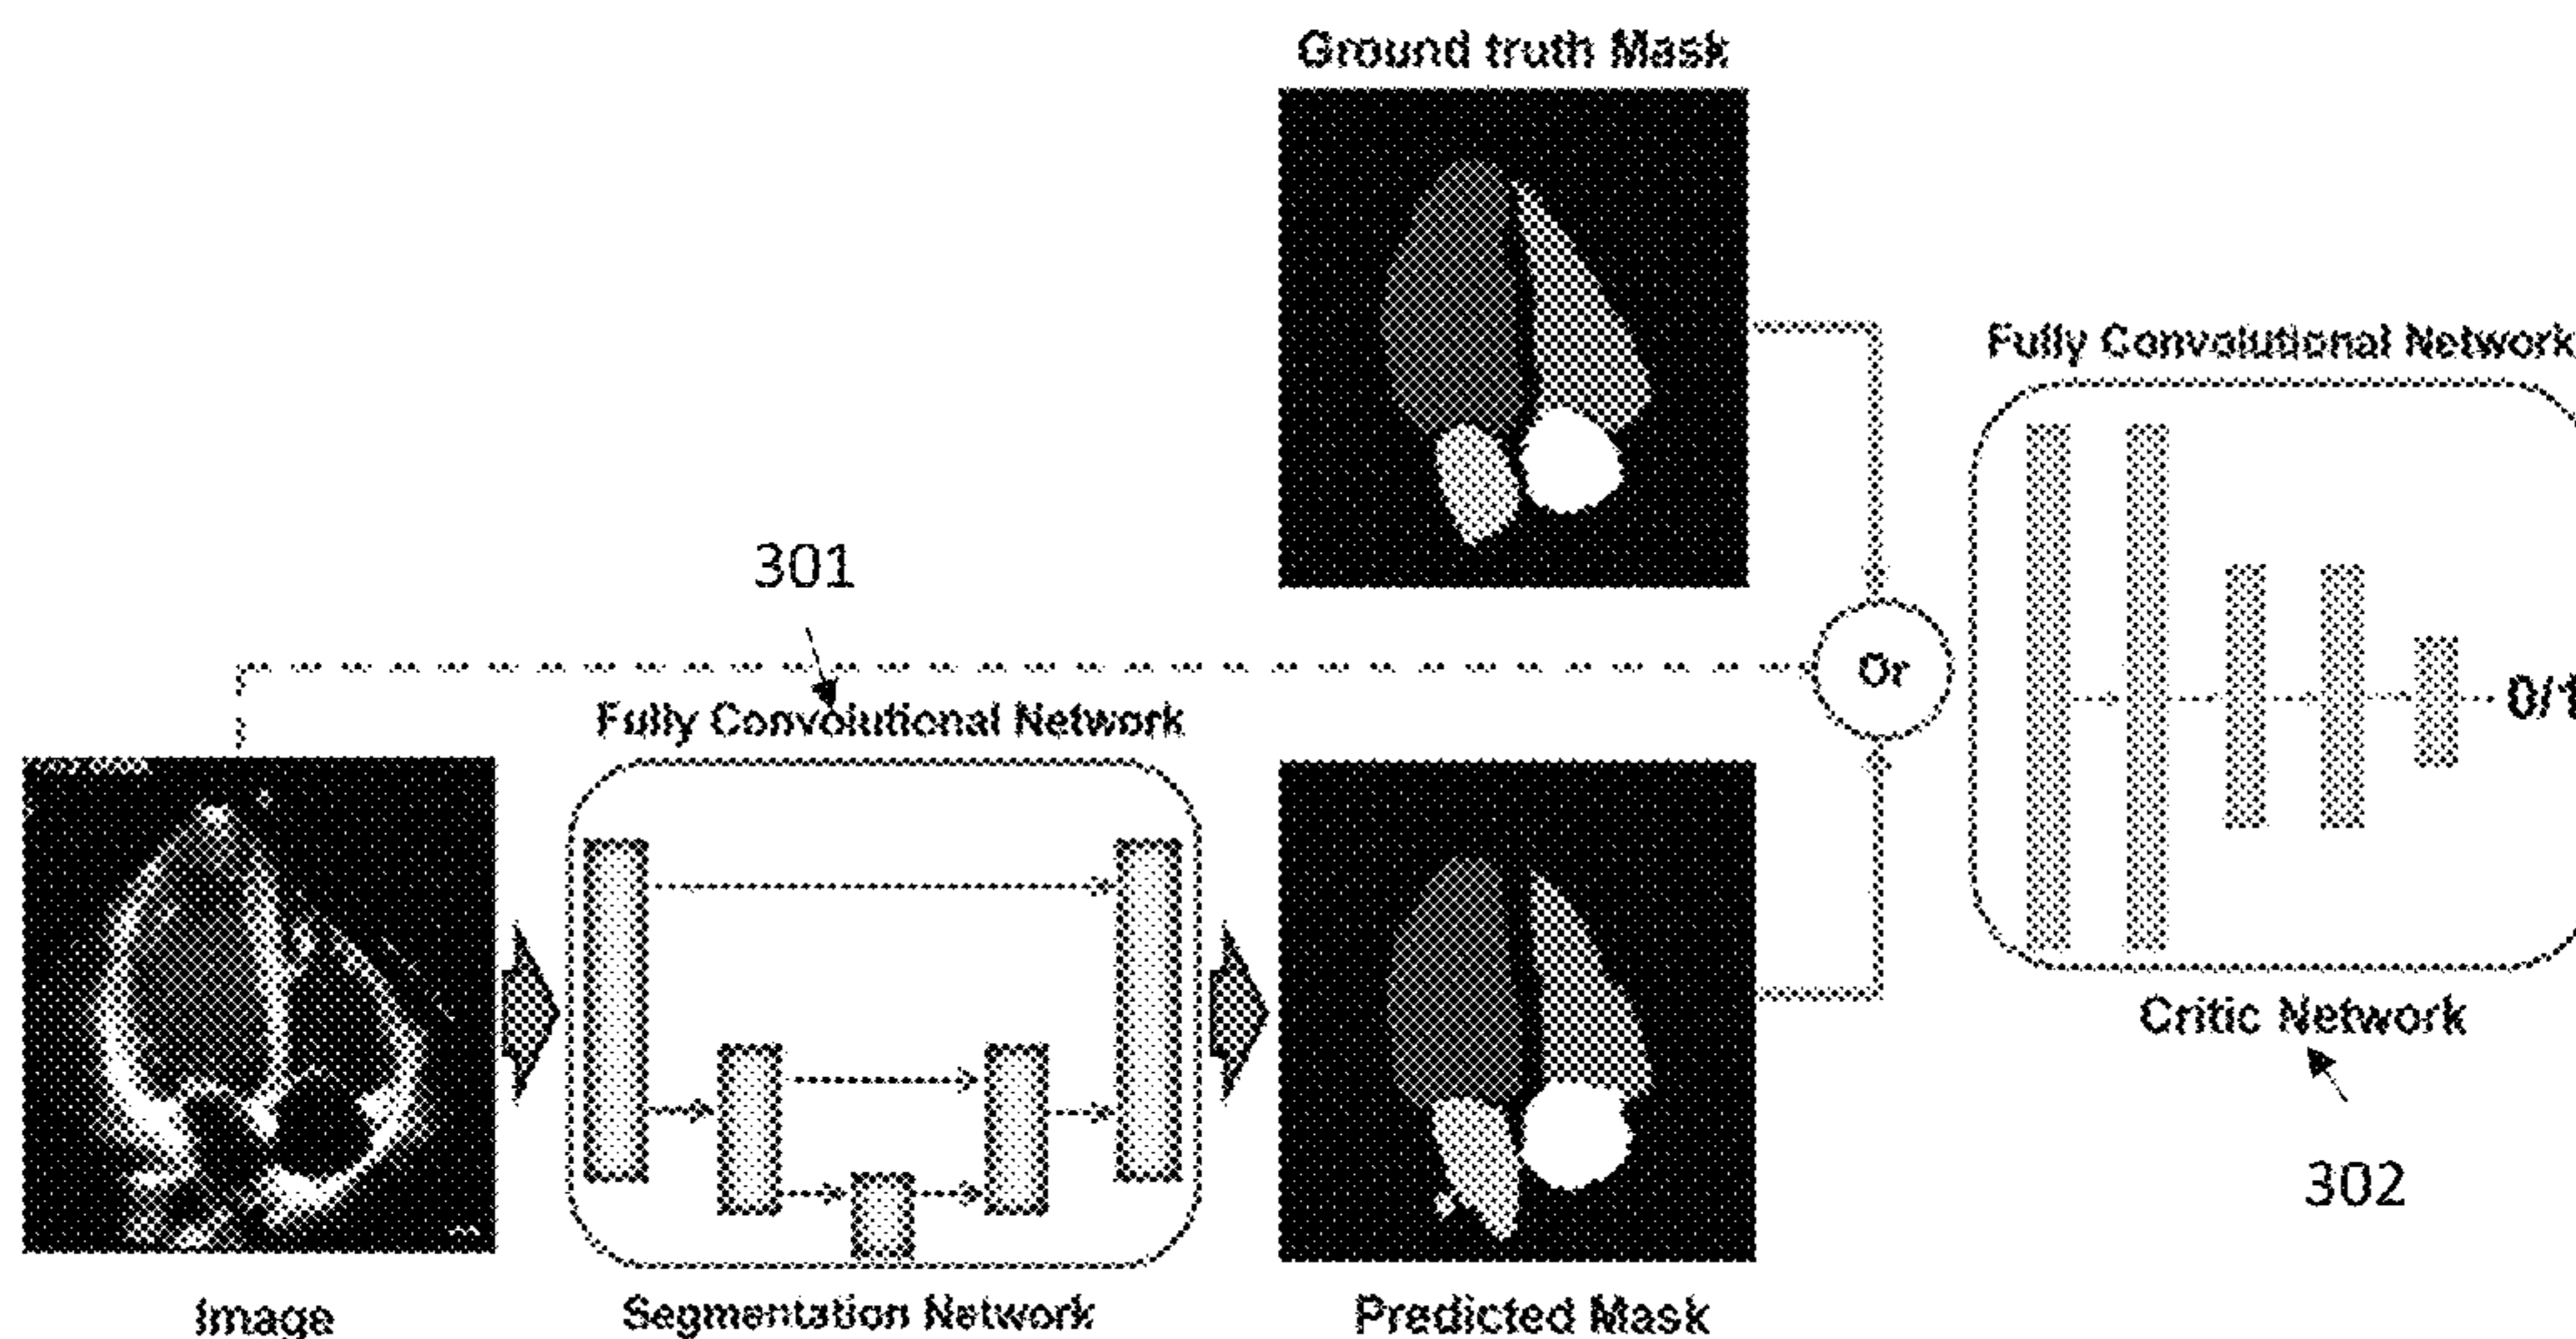 Ground truth Mask
Fully Convolutional Network
301
Or
Fully Convolutional Network
0/1
Critic Network
302
Image
Segmentation Network
Predicted Mask